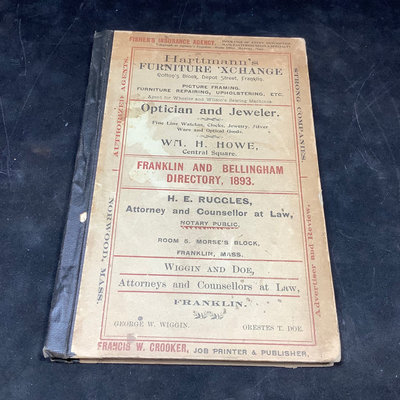 FISHER'S INSURANCE AGENCY,
Hartmann's
FURNITURE 'XCHANGE
Depot Street, Franklin.
PICTURE FRAMING,
FURNITURE REPAIRING, UPHOLSTERING, ETC.
Agent for Wheeler and Wilson's Sewing Machines.
Optician and Jeweler.
Fine Line Watches, Clocks, Jewelry, Silver
Ware and Optical Goods.
WM. H. HOWE,
Central Square.
FRANKLIN AND BELLINGHAM
DIRECTORY, 1893.
H. E. RUGGLES,
Attorney and Counsellor at Law,
NOTARY PUBLIC.
ROOM 5, MORSE'S BLOCK,
FRANKLIN, MASS.
WIGGIN AND DOE,
Attorneys and Counsellors at Law,
FRANKLIN.
GEORGE W. WIGGIN. ORESTES T. DOE.
FRANCIS W. CROOKER, JOB PRINTER & PUBLISHER,
AUTHORIZED AGENTS.
NORWOOD, MASS.
STRONG COMPANIES.
Advertiser and Review,